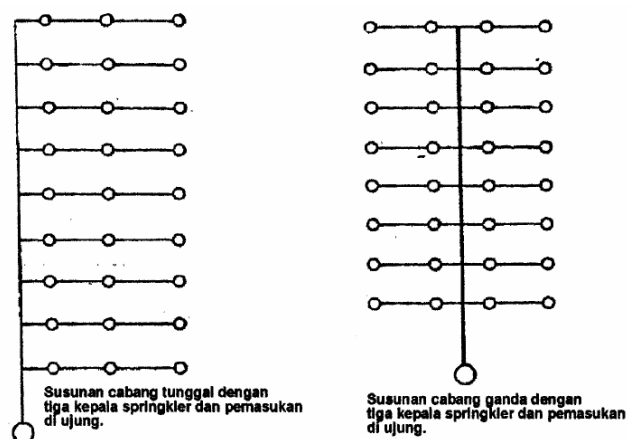 Susunan cabang tunggal dengan
tiga kepala springkler dan pemasukan
di ujung.
Susunan cabang ganda dengan
tiga kepala springkler dan pemasukan
di ujung.